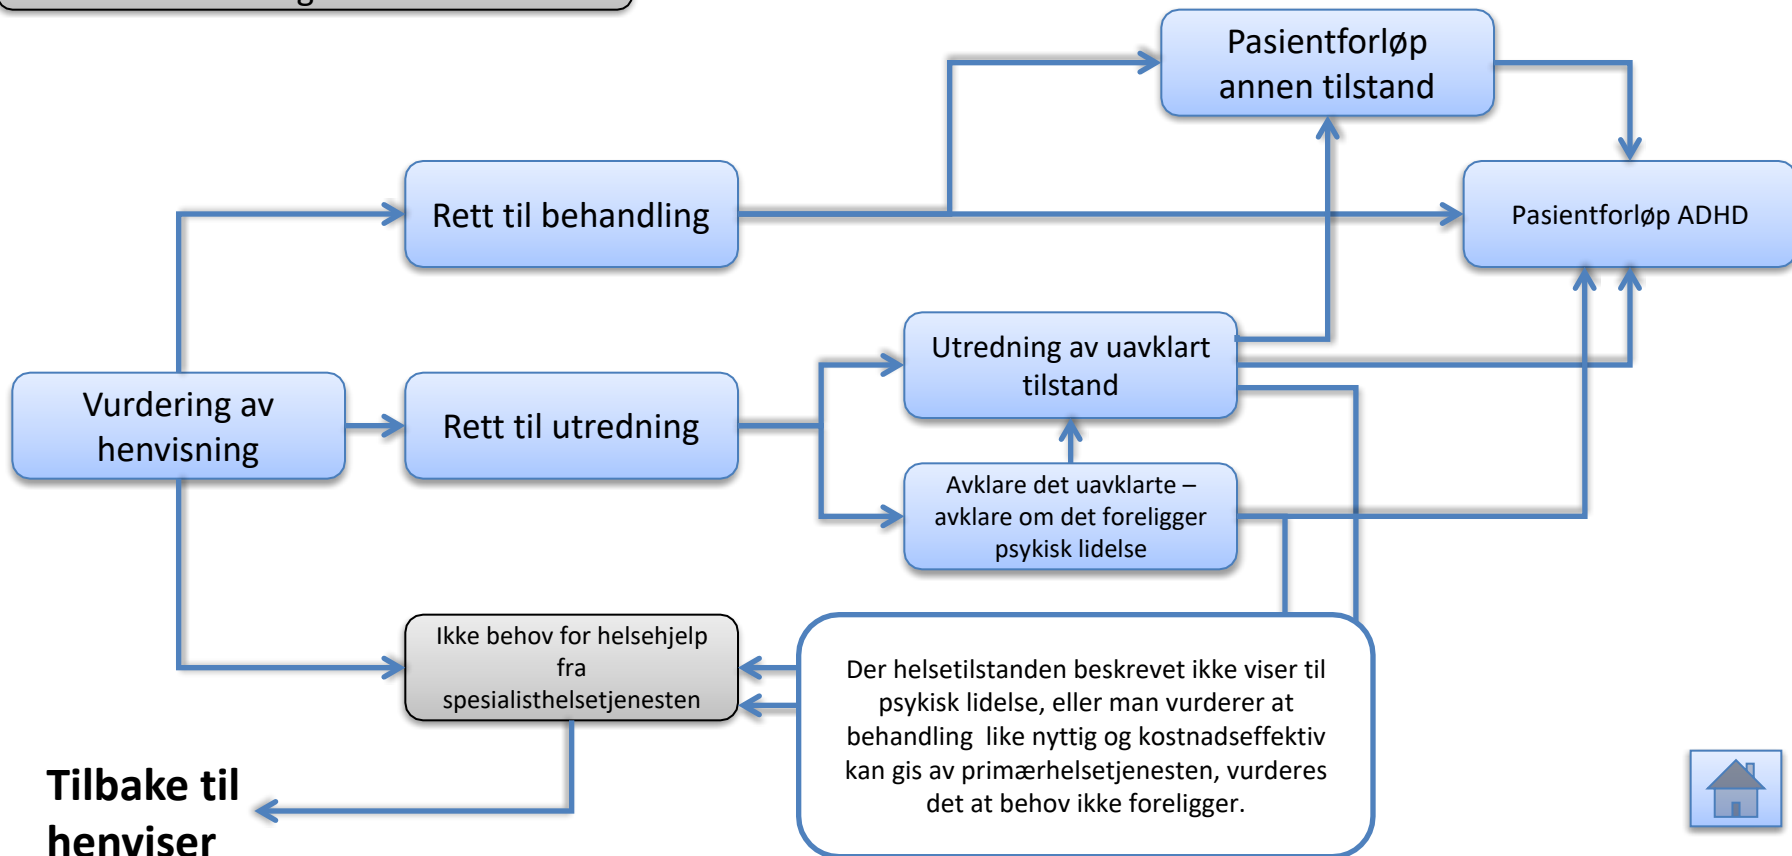 Pasientforløp
annen tilstand
Rett til behandling
Pasientforløp ADHD
Utredning av uavklart
tilstand
Vurdering av
henvisning
Rett til utredning
Avklare det uavklarte –
avklare om det foreligger
psykisk lidelse
Ikke behov for helsehjelp
fra
spesialisthelsetjenesten
Der helsetilstanden beskrevet ikke viser til
psykisk lidelse, eller man vurderer at
behandling like nyttig og kostnadseffektiv
kan gis av primærhelsetjenesten, vurderes
det at behov ikke foreligger.
Tilbake til
henviser